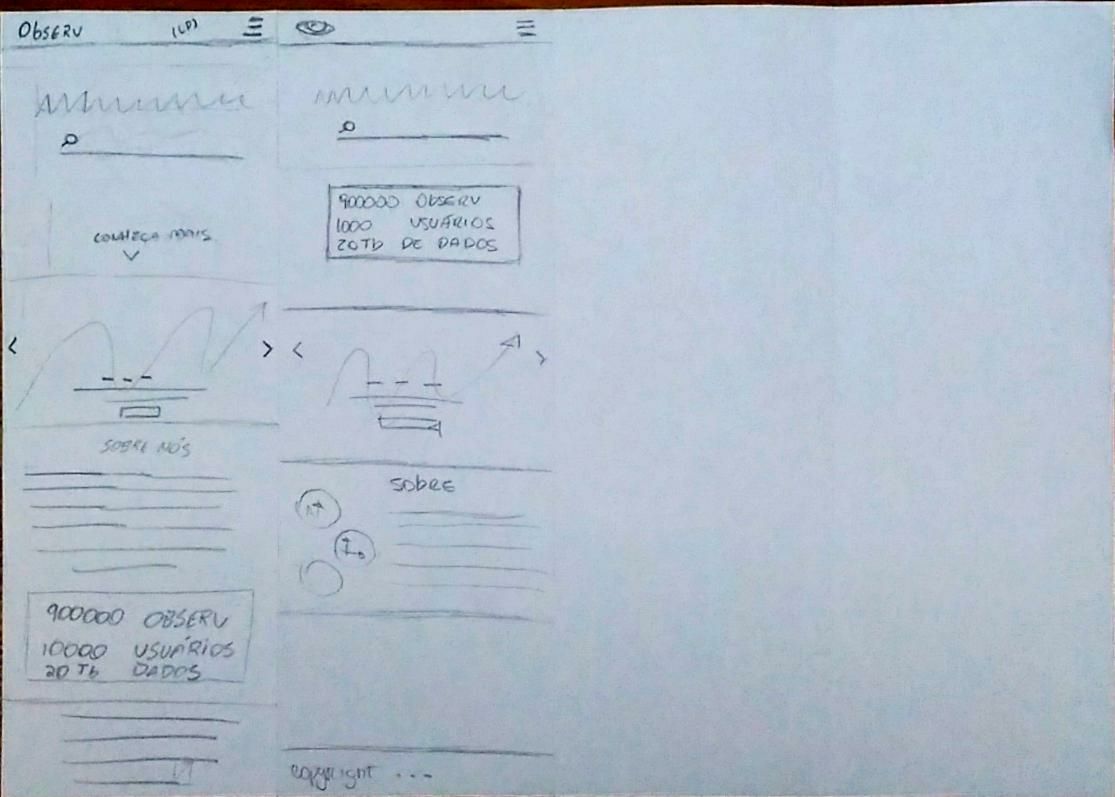 Observ (LP)
CONHEÇA MAIS
SOBRE NÓS
900000 OBSERV
10000 USUÁRIOS
20 Tb DADOS
900000 OBSERV
1000 USUÁRIOS
20Tb DE DADOS
SObRE
copyright ...